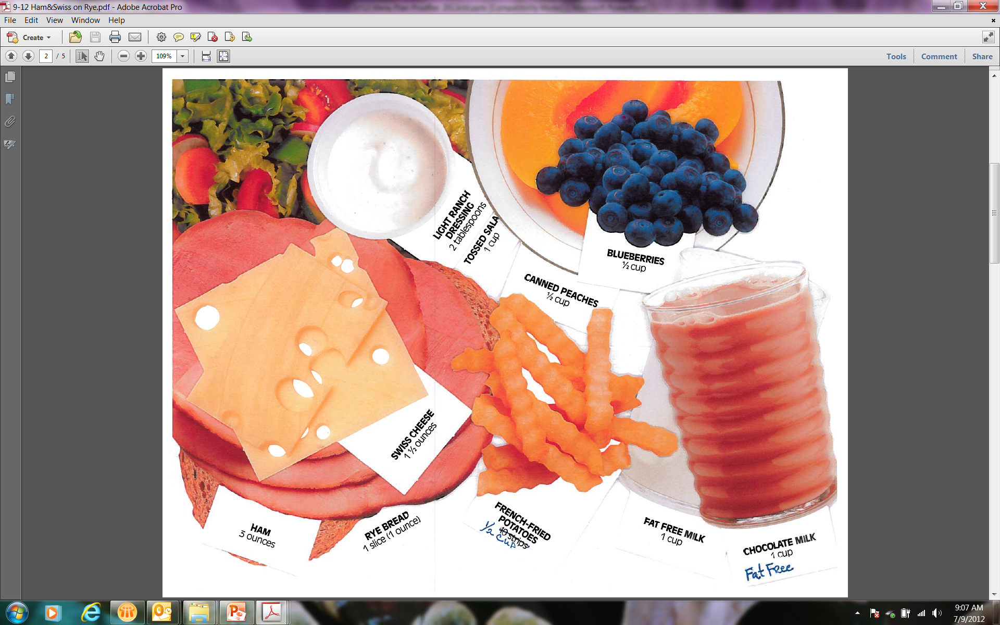 9-12 Ham&Swiss on Rye.pdf - Adobe Acrobat Pro
File Edit View Window Help
Create
2 / 5
109%
Tools Comment Share
LIGHT RANCH
DRESSING
2 tablespoons
TOSSED SALA
1 cup
BLUEBERRIES
½ cup
CANNED PEACHES
½ cup
SWISS CHEESE
1 ½ ounces
HAM
3 ounces
RYE BREAD
1 slice (1 ounce)
FRENCH-FRIED
POTATOES
10 strips
1/2 cup
FAT FREE MILK
1 cup
CHOCOLATE MILK
1 cup
Fat Free
9:07 AM
7/9/2012